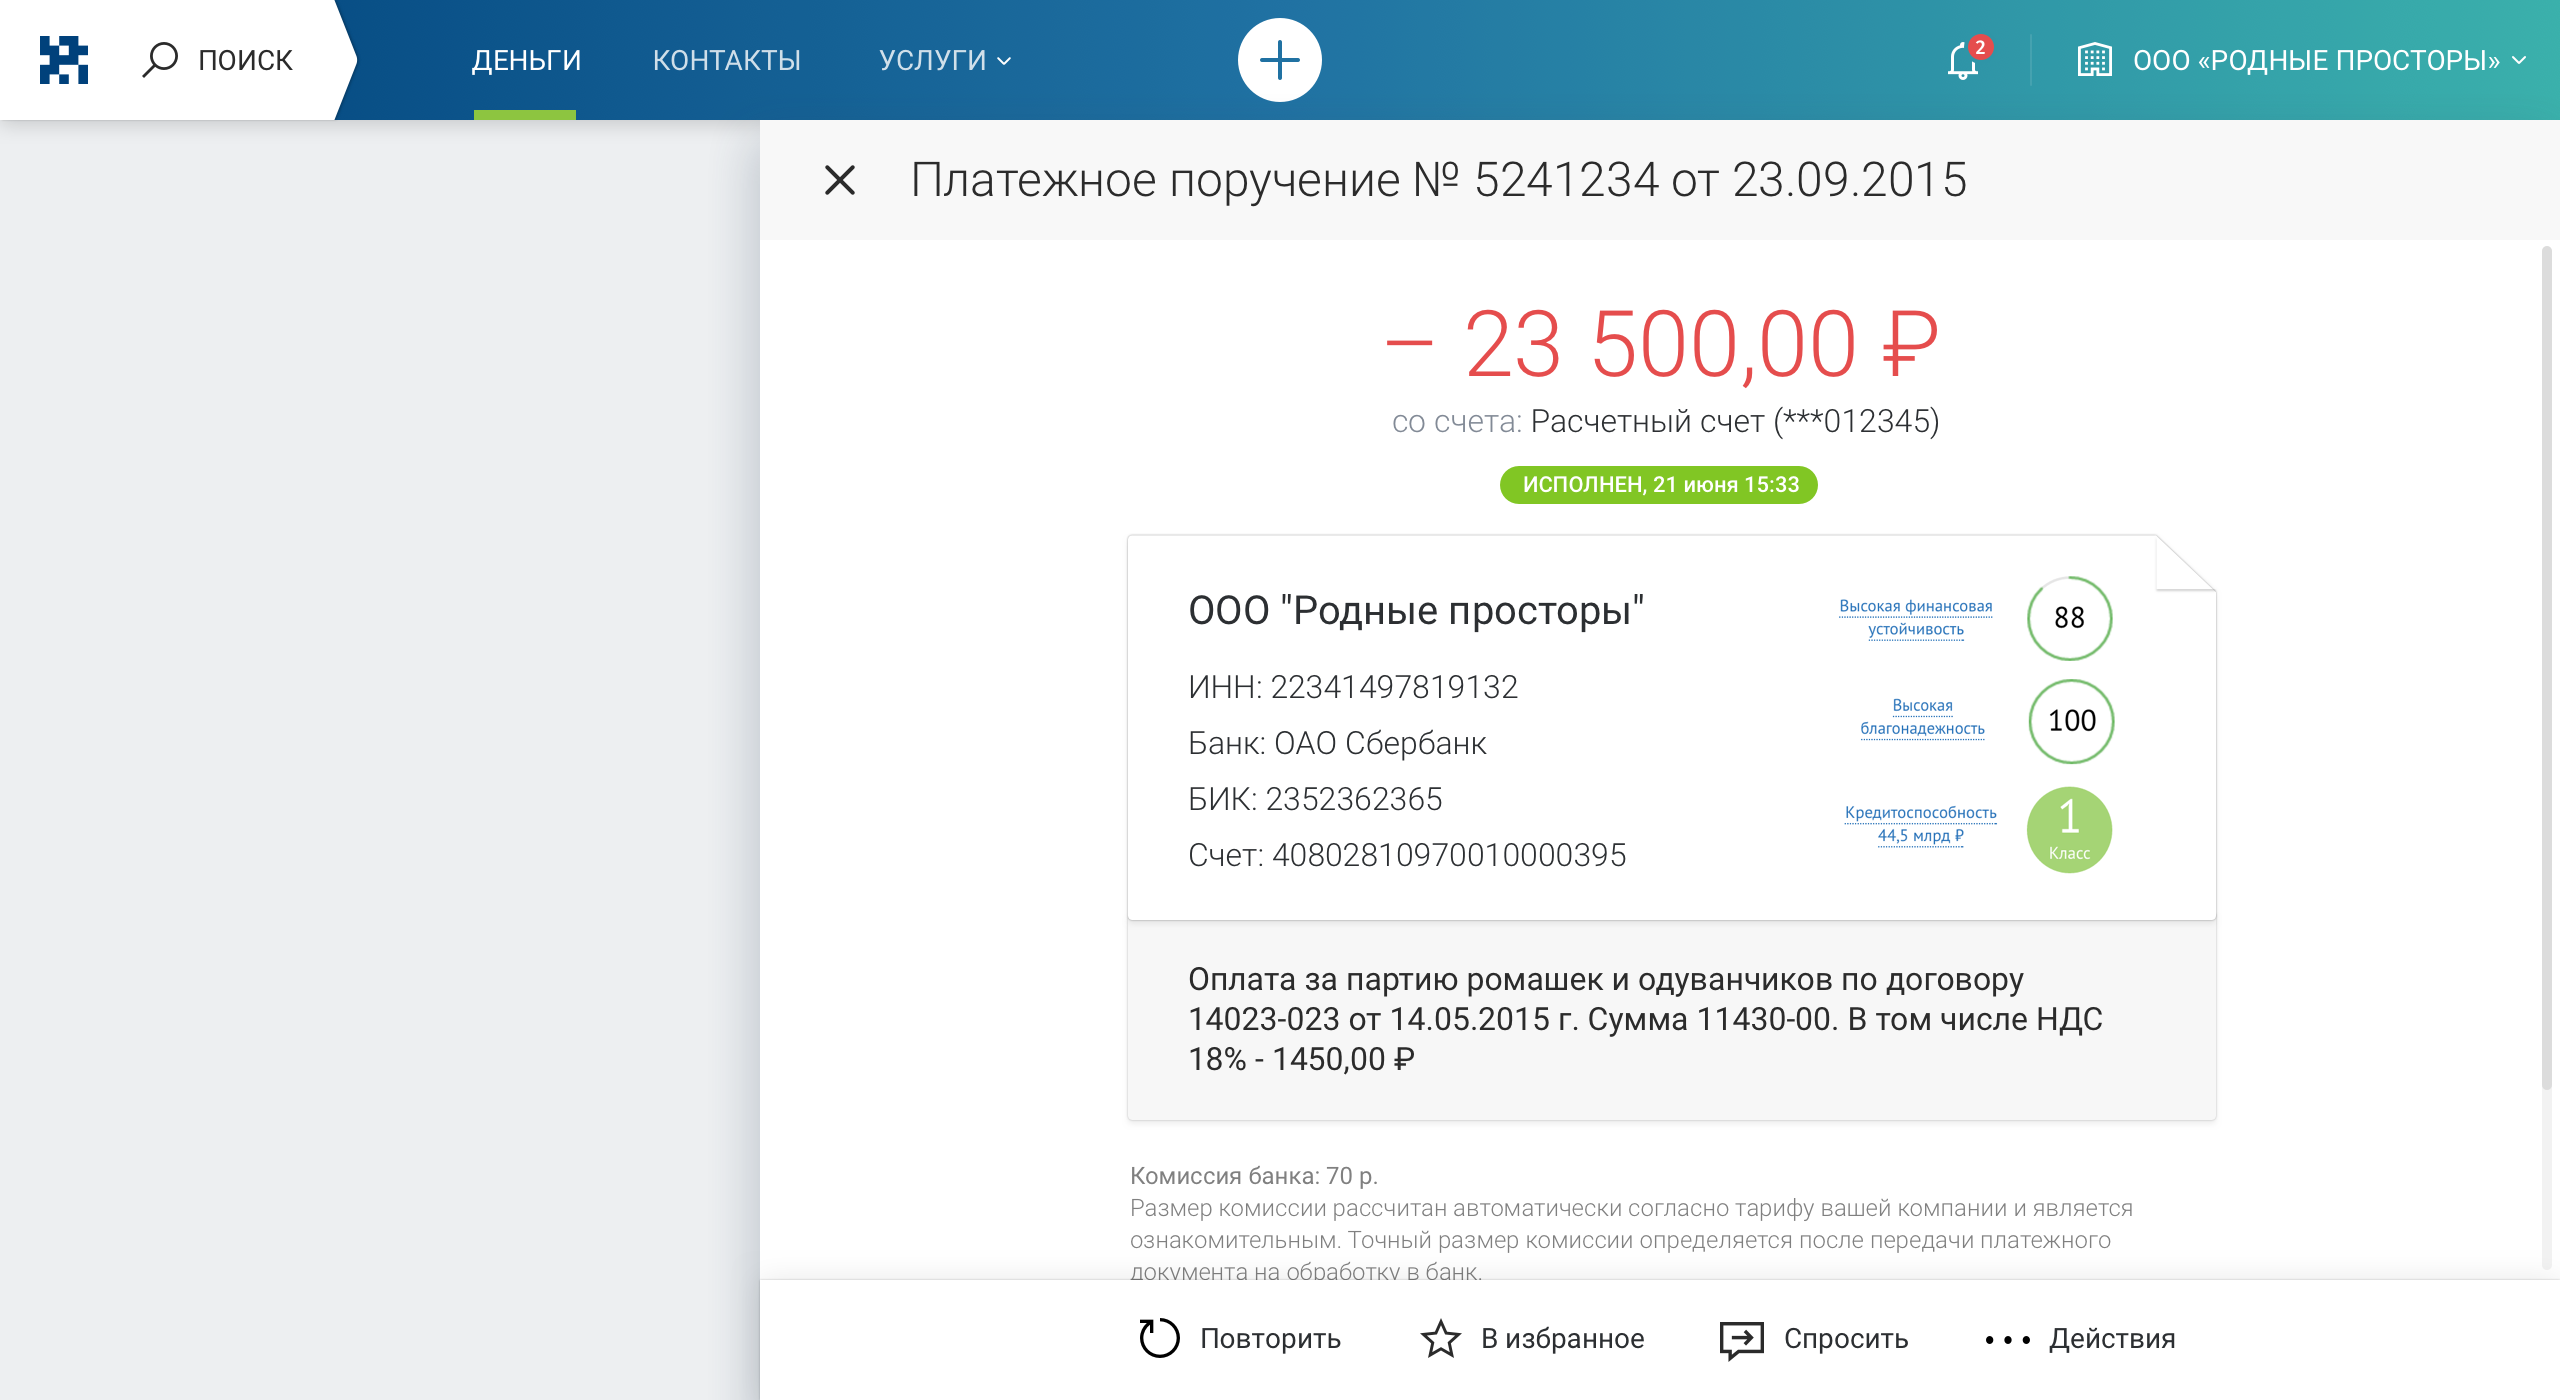 ПОИСК
ДЕНЬГИ
КОНТАКТЫ
УСЛУГИ
2
ООО «РОДНЫЕ ПРОСТОРЫ»
Платежное поручение № 5241234 от 23.09.2015
– 23 500,00 ₽
со счета: Расчетный счет (***012345)
ИСПОЛНЕН, 21 июня 15:33
ООО "Родные просторы"
ИНН: 22341497819132
Банк: ОАО Сбербанк
БИК: 2352362365
Счет: 40802810970010000395
Высокая финансовая
устойчивость
88
Высокая
благонадежность
100
Кредитоспособность
44,5 млрд ₽
1
Класс
Оплата за партию ромашек и одуванчиков по договору
14023-023 от 14.05.2015 г. Сумма 11430-00. В том числе НДС
18% - 1450,00 ₽
Комиссия банка: 70 р.
Размер комиссии рассчитан автоматически согласно тарифу вашей компании и является
ознакомительным. Точный размер комиссии определяется после передачи платежного
документа на обработку в банк.
Повторить
В избранное
Спросить
Действия